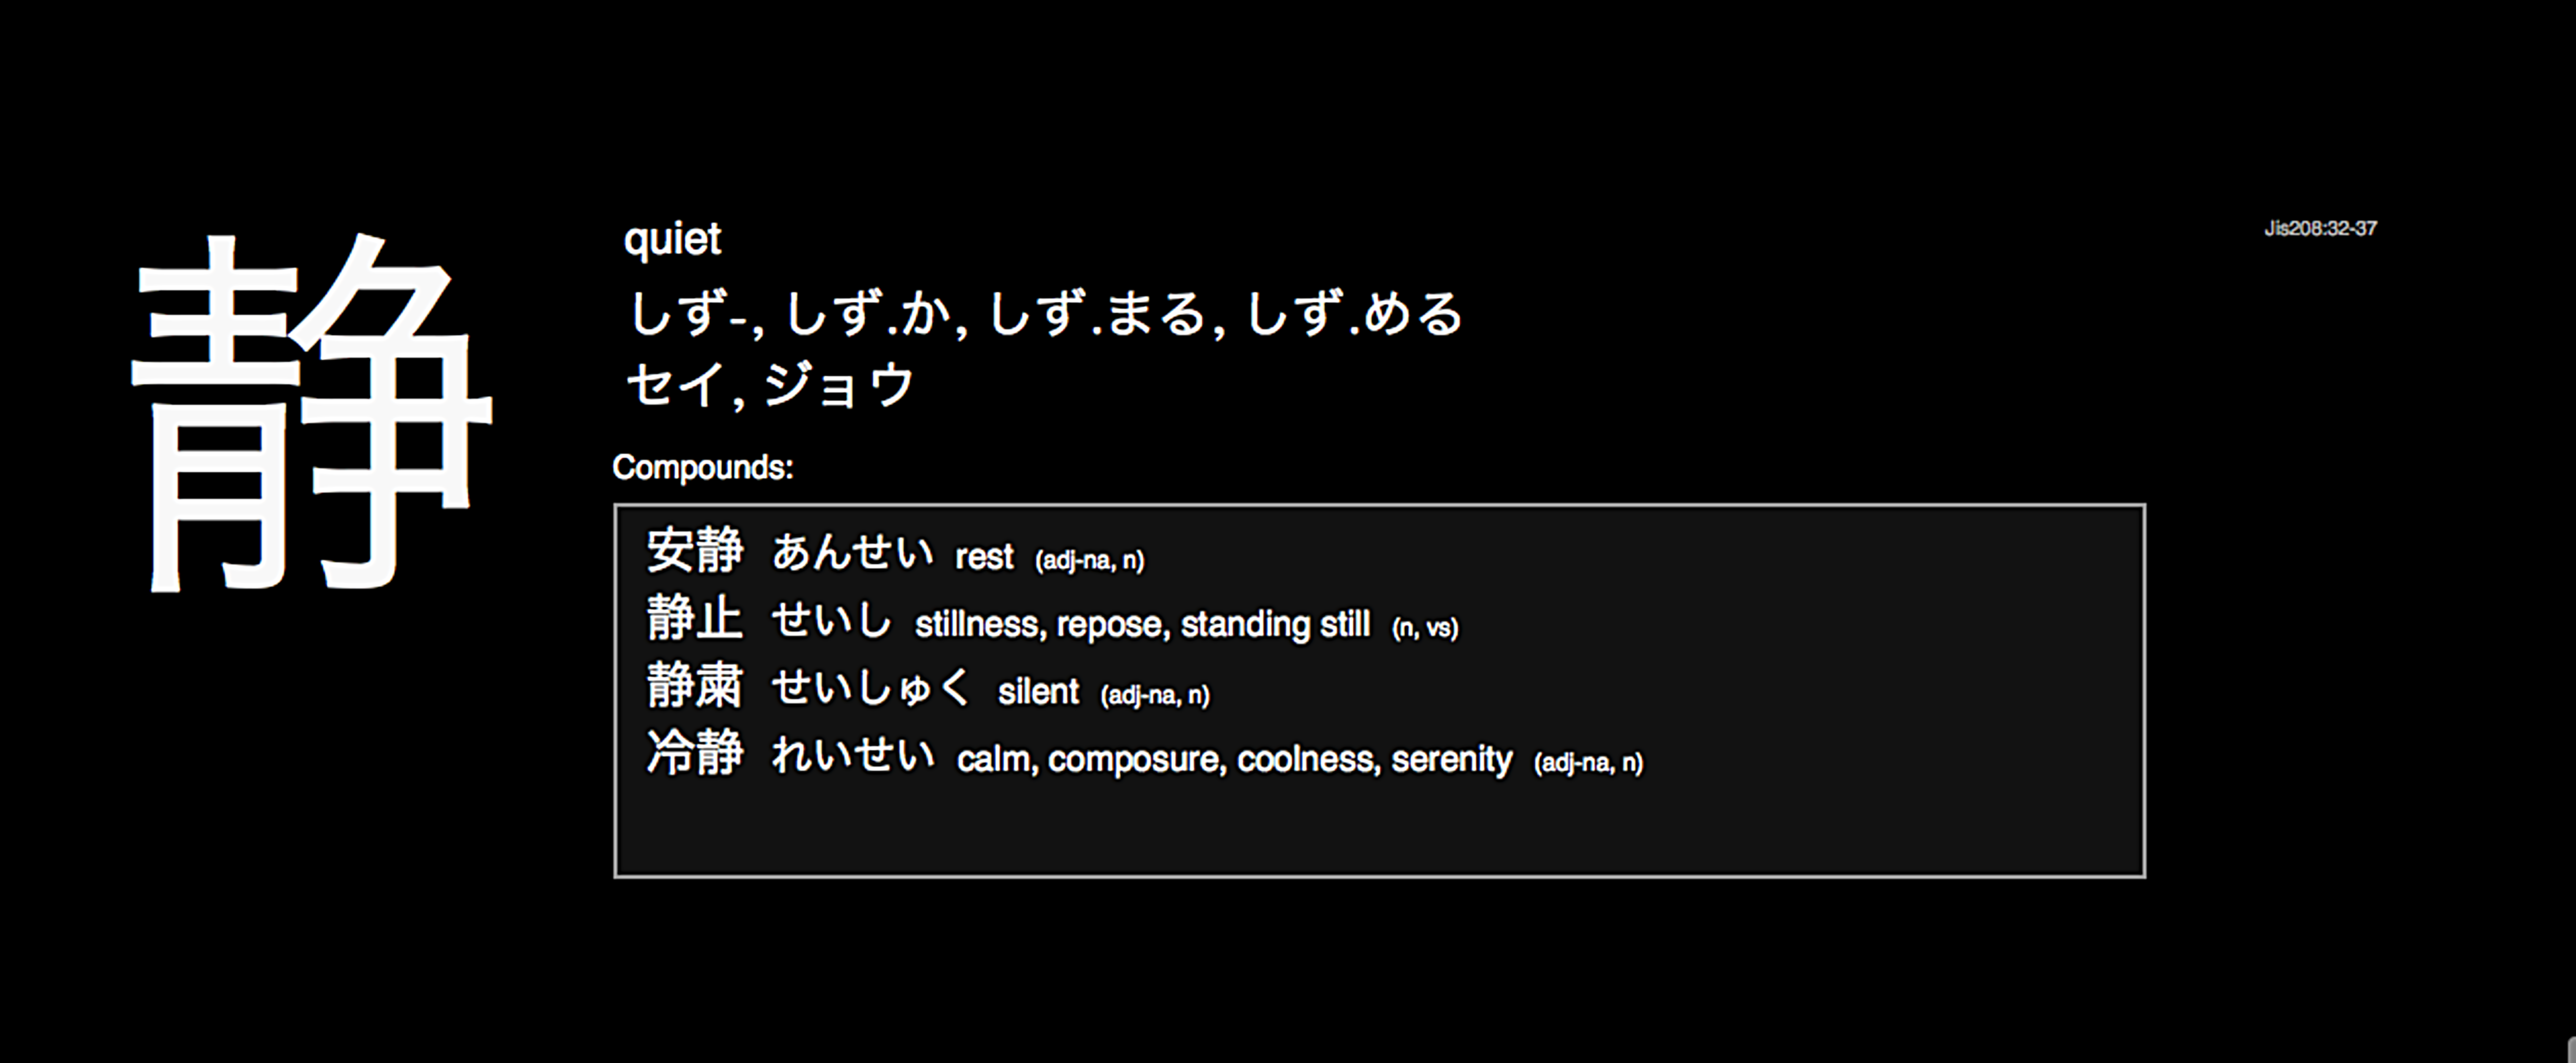 静
quiet
Jis208:32-37
しず-, しず.か, しず.まる, しず.める
セイ, ジョウ
Compounds:
安静 あんせい rest (adj-na, n)
静止 せいし stillness, repose, standing still (n, vs)
静粛 せいしゅく silent (adj-na, n)
冷静 れいせい calm, composure, coolness, serenity (adj-na, n)